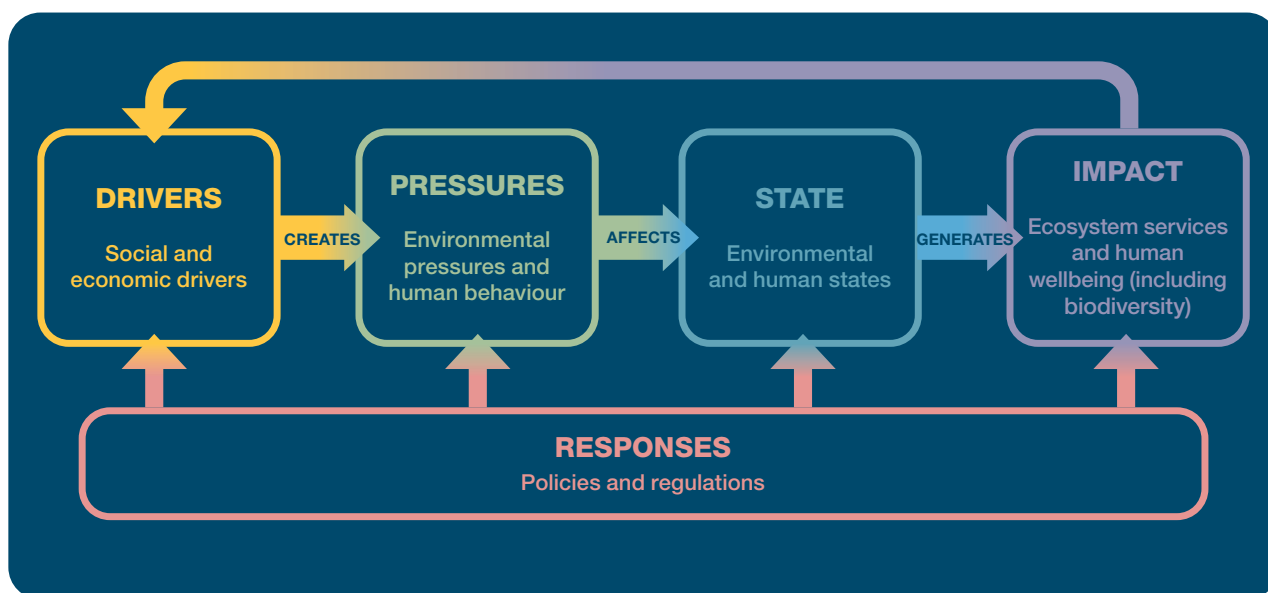 DRIVERS
Social and
economic drivers
CREATES
PRESSURES
Environmental
pressures and
human behaviour
AFFECTS
STATE
Environmental
and human states
GENERATES
IMPACT
Ecosystem services
and human
wellbeing (including
biodiversity)
RESPONSES
Policies and regulations